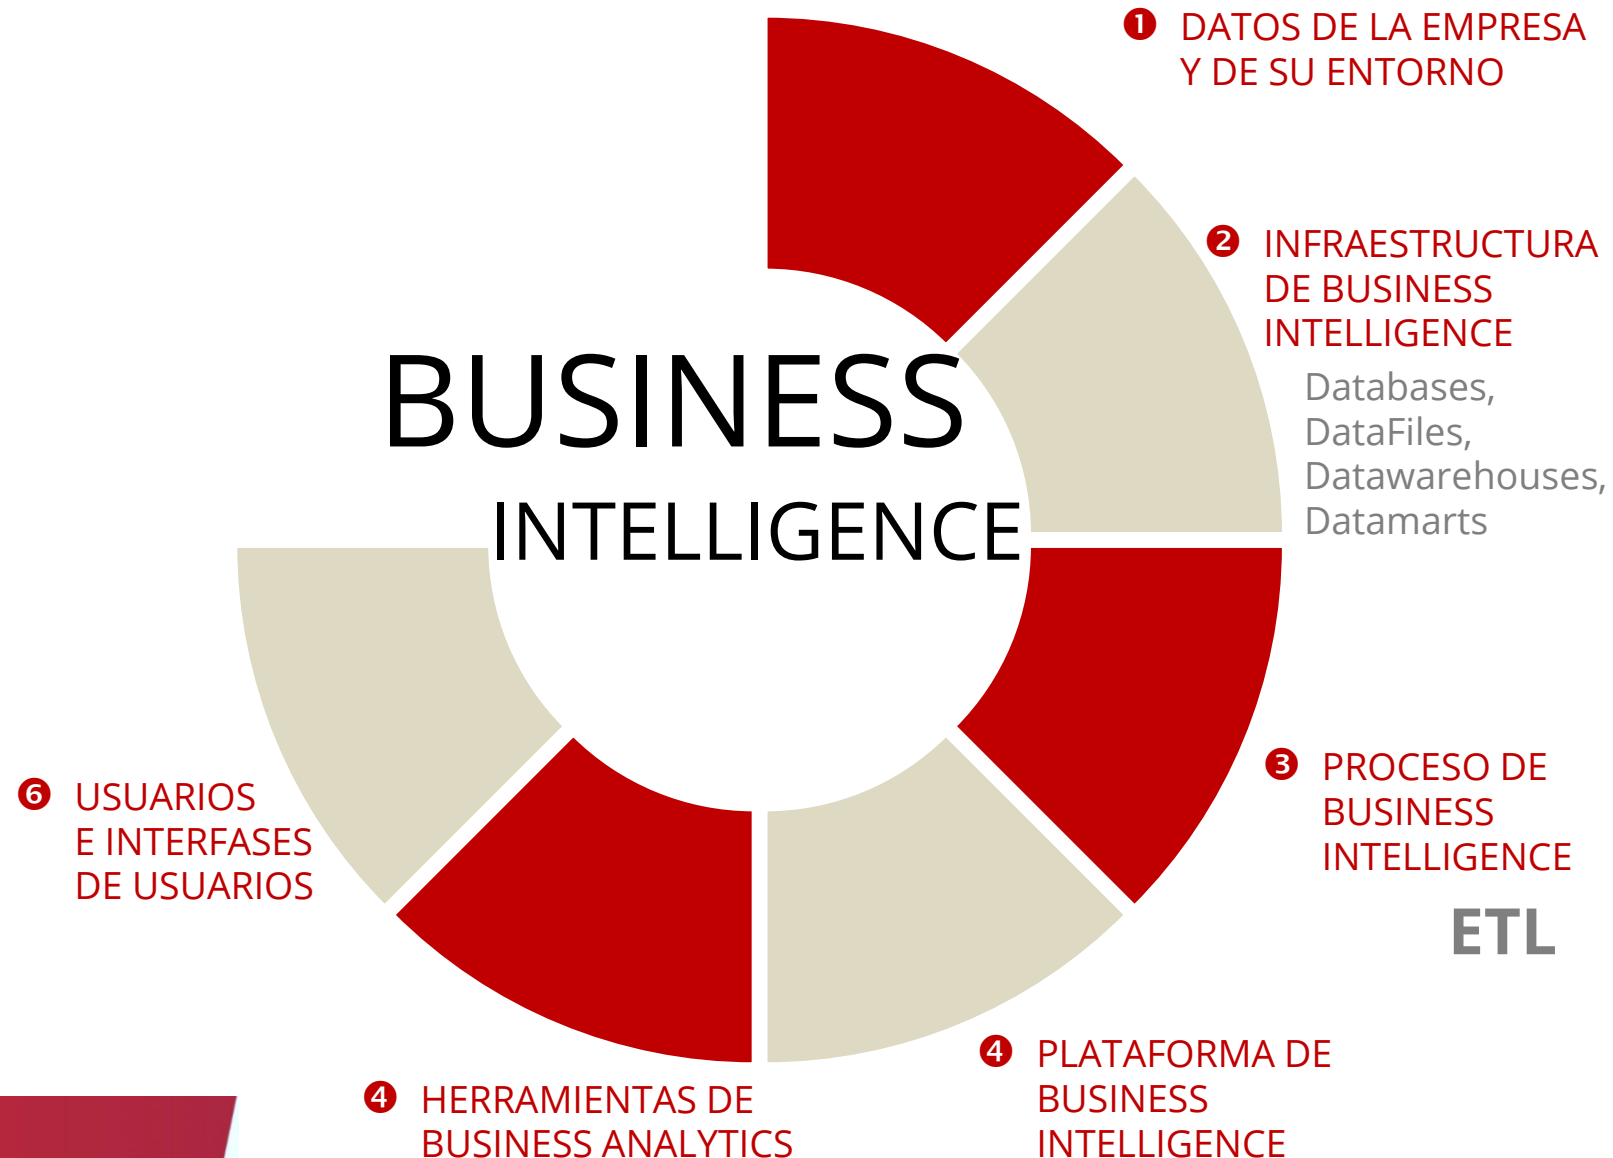 ❶ DATOS DE LA EMPRESA
Y DE SU ENTORNO
❷ INFRAESTRUCTURA
DE BUSINESS
INTELLIGENCE
Databases,
DataFiles,
Datawarehouses,
Datamarts
BUSINESS
INTELLIGENCE
❸ PROCESO DE
BUSINESS
INTELLIGENCE
ETL
❹ PLATAFORMA DE
BUSINESS
INTELLIGENCE
❹ HERRAMIENTAS DE
BUSINESS ANALYTICS
❻ USUARIOS
E INTERFASES
DE USUARIOS